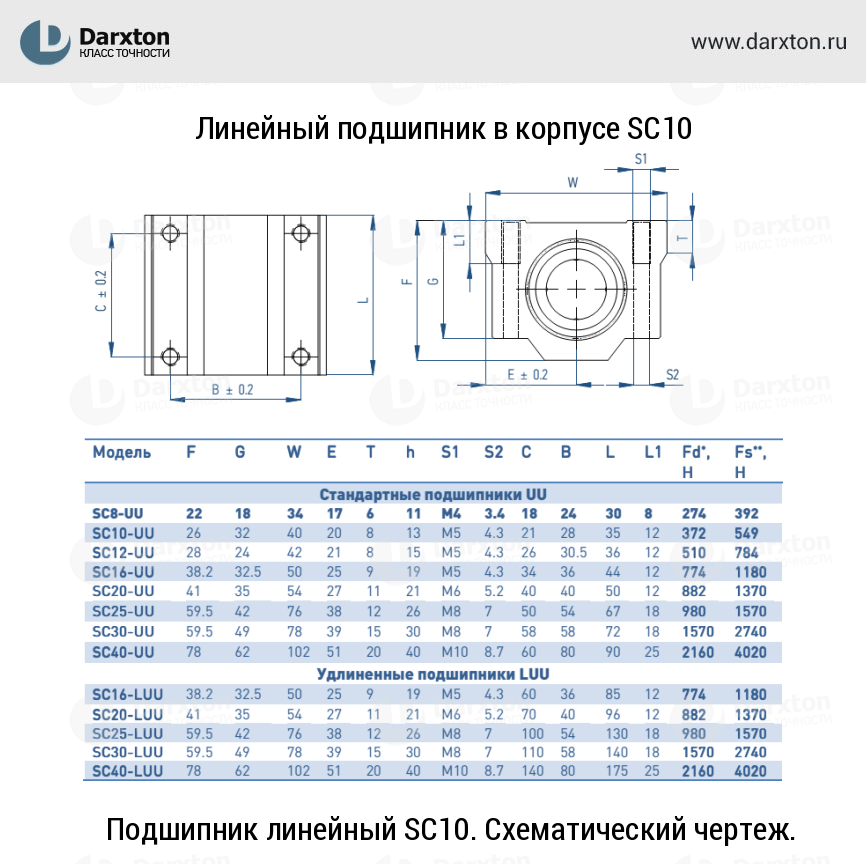 Darxton
КЛАСС ТОЧНОСТИ
www.darxton.ru
Линейный подшипник в корпусе SC10
S1
W
L1
T
F
G
C ± 0.2
L
B ± 0.2
E ± 0.2
S2
Модель F G W E T h S1 S2 C B L L1 Fd*, Fs**,
Н Н
Стандартные подшипники UU
SC8-UU 22 18 34 17 6 11 M4 3.4 18 24 30 8 274 392
SC10-UU 26 32 40 20 8 13 M5 4.3 21 28 35 12 372 549
SC12-UU 28 24 42 21 8 15 M5 4.3 26 30.5 36 12 510 784
SC16-UU 38.2 32.5 50 25 9 19 M5 4.3 34 36 44 12 774 1180
SC20-UU 41 35 54 27 11 21 M6 5.2 40 40 50 12 882 1370
SC25-UU 59.5 42 76 38 12 26 M8 7 50 54 67 18 980 1570
SC30-UU 59.5 49 78 39 15 30 M8 7 58 58 72 18 1570 2740
SC40-UU 78 62 102 51 20 40 M10 8.7 60 80 90 25 2160 4020
Удлиненные подшипники LUU
SC16-LUU 38.2 32.5 50 25 9 19 M5 4.3 60 36 85 12 774 1180
SC20-LUU 41 35 54 27 11 21 M6 5.2 70 40 96 12 882 1370
SC25-LUU 59.5 42 76 38 12 26 M8 7 100 54 130 18 980 1570
SC30-LUU 59.5 49 78 39 15 30 M8 7 110 58 140 18 1570 2740
SC40-LUU 78 62 102 51 20 40 M10 8.7 140 80 175 25 2160 4020
Подшипник линейный SC10. Схематический чертеж.